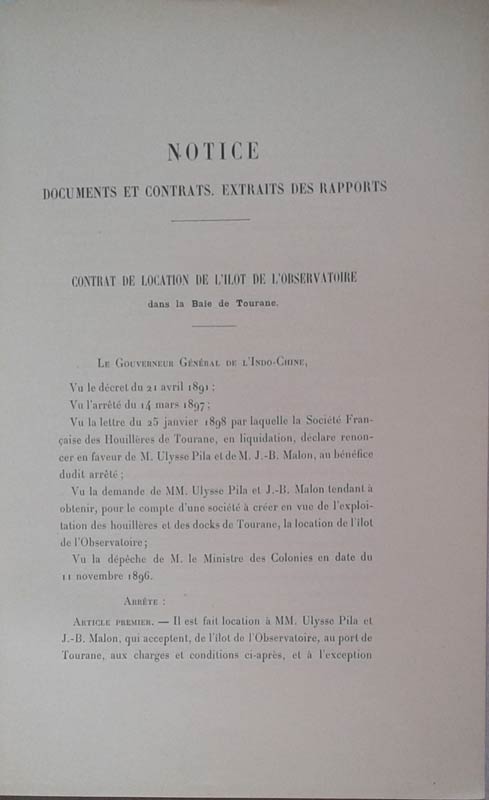 NOTICE
DOCUMENTS ET CONTRATS. EXTRAITS DES RAPPORTS
CONTRAT DE LOCATION DE L'ILOT DE L'OBSERVATOIRE
dans la Baie de Tourane.
LE GOUVERNEUR GÉNÉRAL DE L'INDO-CHINE,
Vu le décret du 21 avril 1891 ;
Vu l'arrêté du 14 mars 1897 ;
Vu la lettre du 25 janvier 1898 par laquelle la Société Fran-
çaise des Houillères de Tourane, en liquidation, déclare renon-
cer en faveur de M. Ulysse Pila et de M. J.-B. Malon, au bénéfice
dudit arrêté ;
Vu la demande de MM. Ulysse Pila et J.-B. Malon tendant à
obtenir, pour le compte d'une société à créer en vue de l'exploi-
tation des houillères et des docks de Tourane, la location de l'îlot
de l'Observatoire ;
Vu la dépêche de M. le Ministre des Colonies en date du
11 novembre 1896.
ARRÊTE :
ARTICLE PREMIER. — Il est fait location à MM. Ulysse Pila et
J.-B. Malon, qui acceptent, de l'îlot de l'Observatoire, au port de
Tourane, aux charges et conditions ci-après, et à l'exception